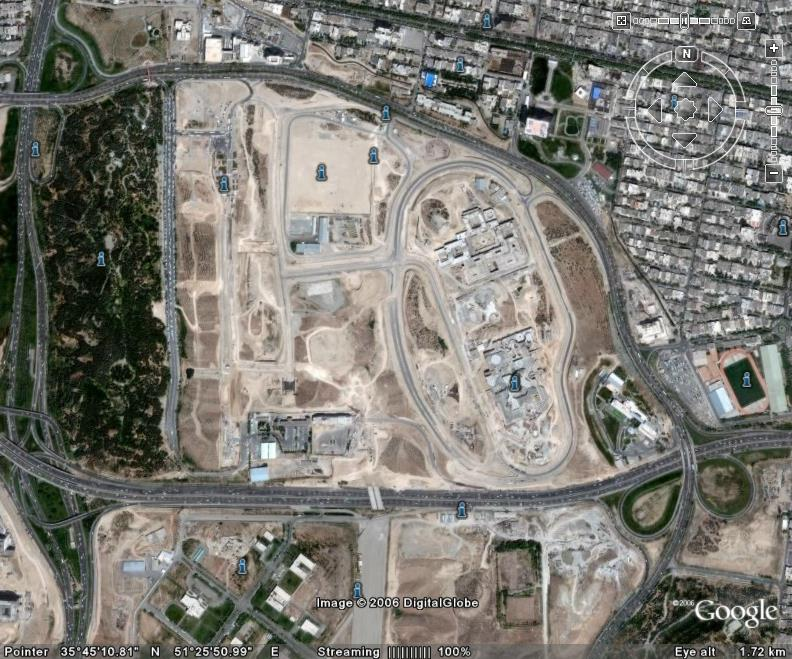 N
Image © 2006 DigitalGlobe
©2006 Google
Pointer 35°45'10.81" N 51°25'50.99" E Streaming |||||||||| 100% Eye alt 1.72 km